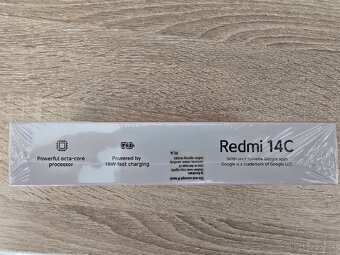 Powerful octa-core
processor
Powered by
18W fast charging
Redmi 14C
With your favorite Google apps
Google is a trademark of Google LLC.